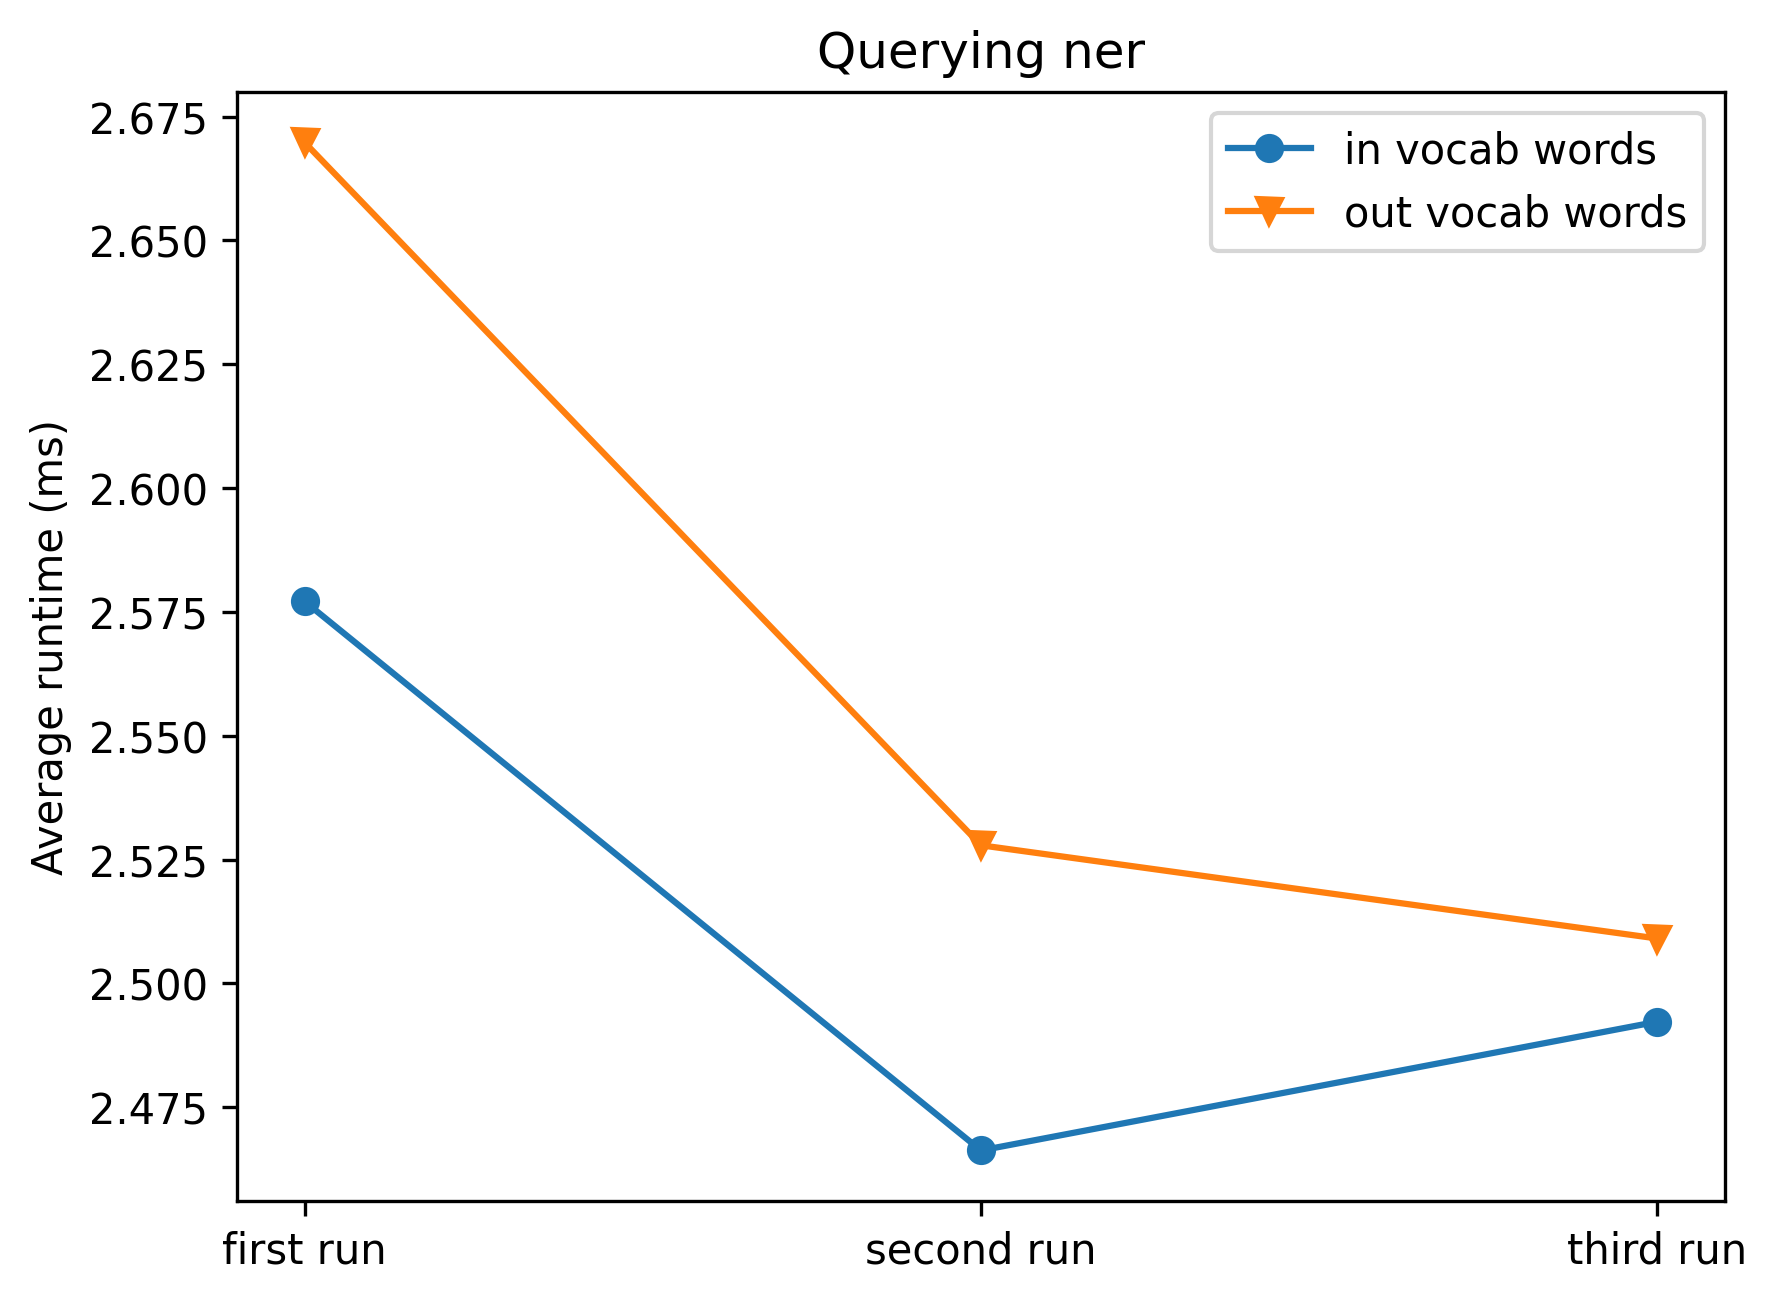 Querying ner
in vocab words
out vocab words
Average runtime (ms)
2.675
2.650
2.625
2.600
2.575
2.550
2.525
2.500
2.475
first run
second run
third run